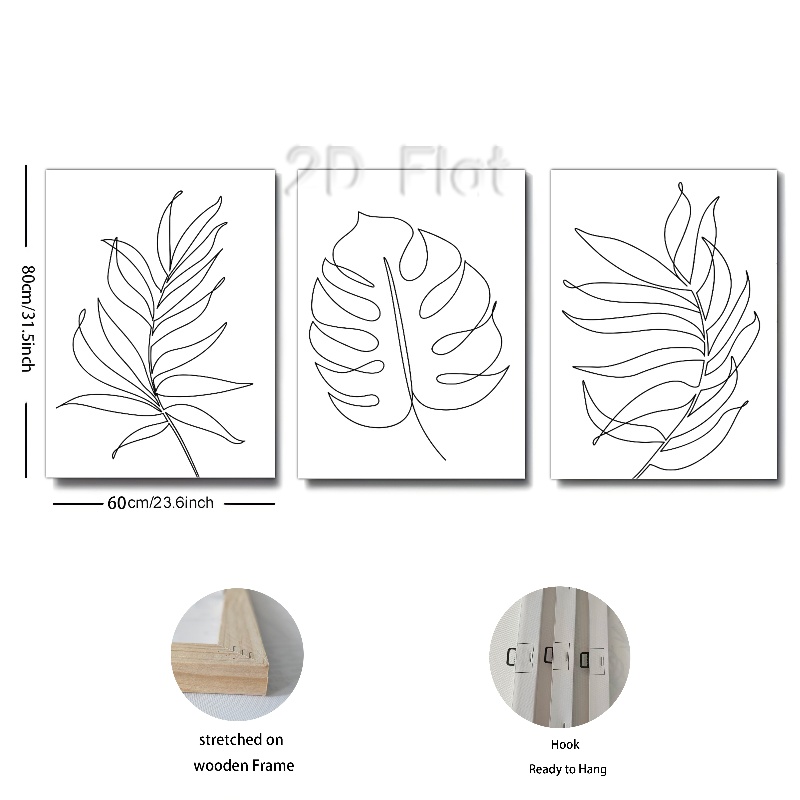 2D Flat
80cm/31.5inch
60cm/23.6inch
stretched on
wooden Frame
Hook
Ready to Hang